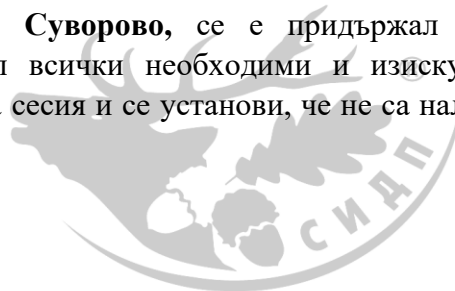 Суворово, се е придържал
всички необходими и изиску
сесия и се установи, че не са нал
®
СИДП